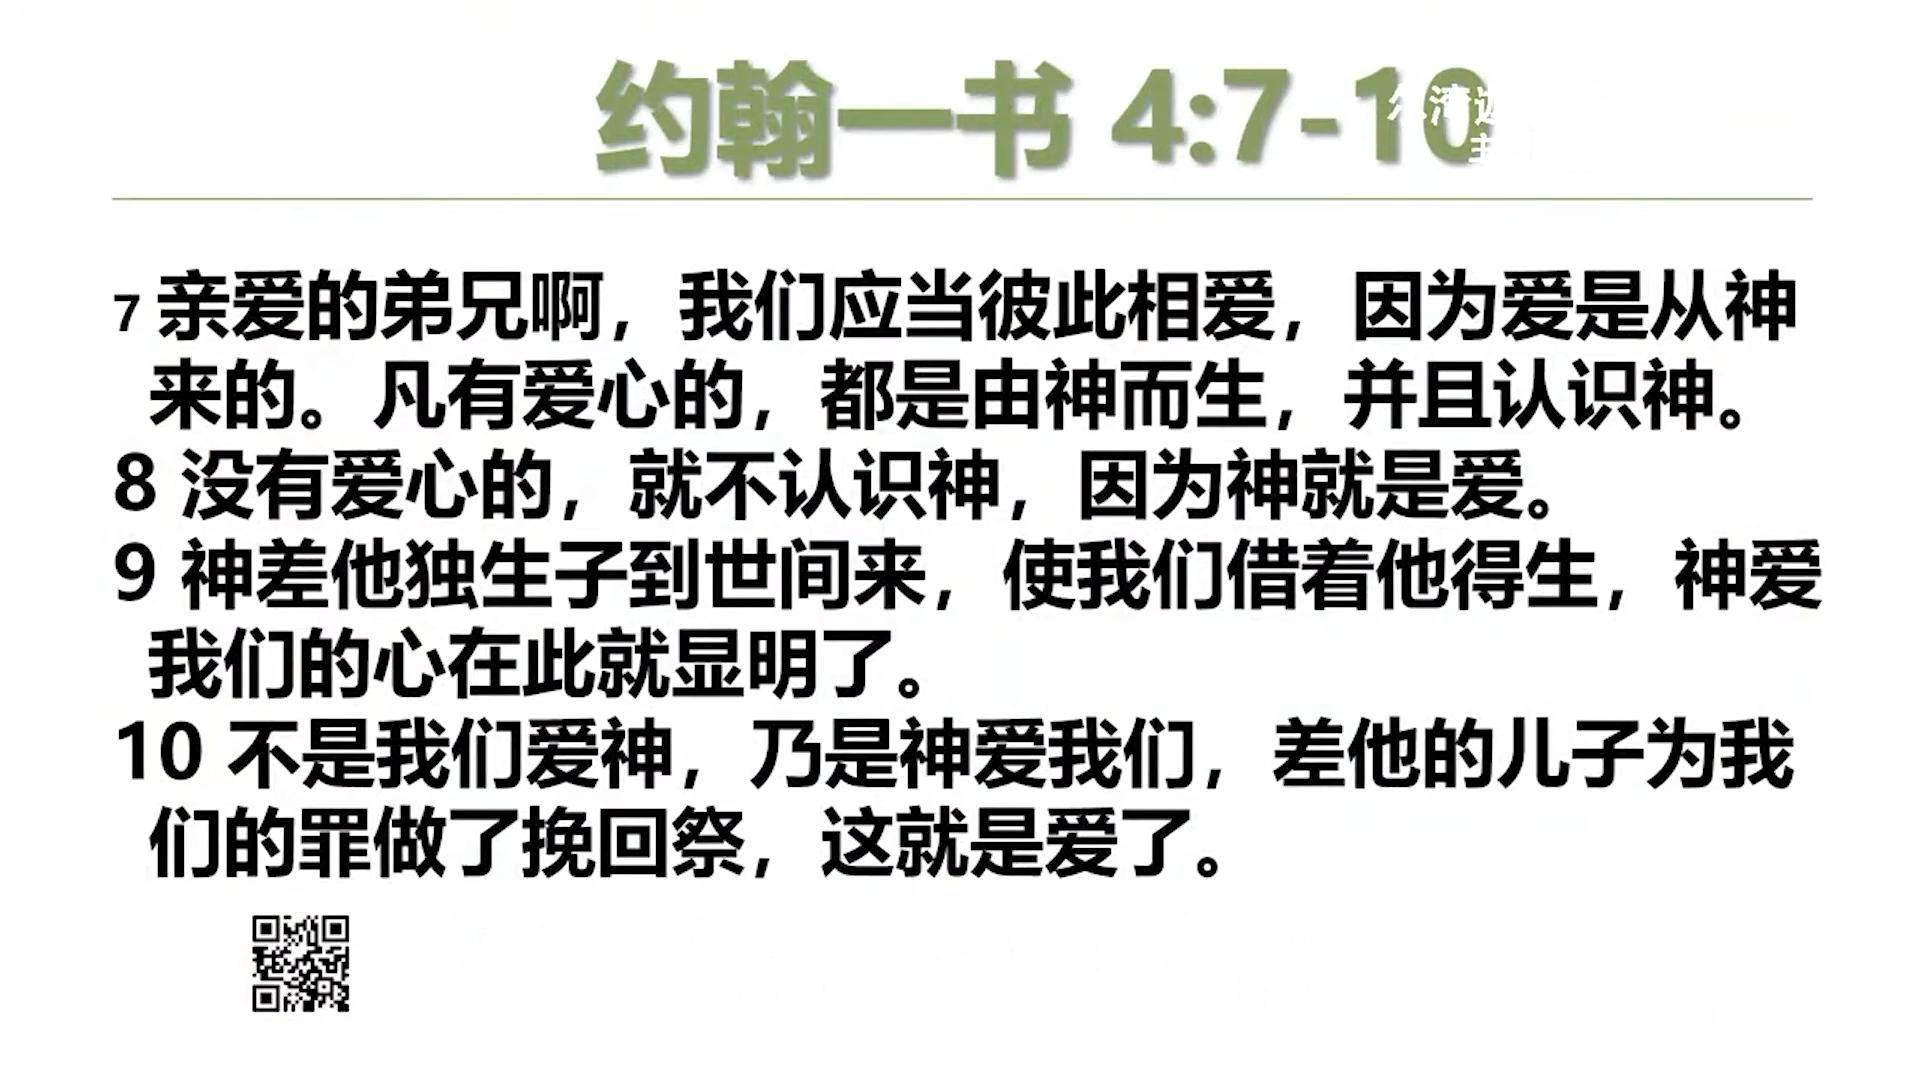 约翰一书 4:7-10
7 亲爱的弟兄啊，我们应当彼此相爱，因为爱是从神
来的。凡有爱心的，都是由神而生，并且认识神。
8 没有爱心的，就不认识神，因为神就是爱。
9 神差他独生子到世间来，使我们借着他得生，神爱
我们的心在此就显明了。
10 不是我们爱神，乃是神爱我们，差他的儿子为我
们的罪做了挽回祭，这就是爱了。